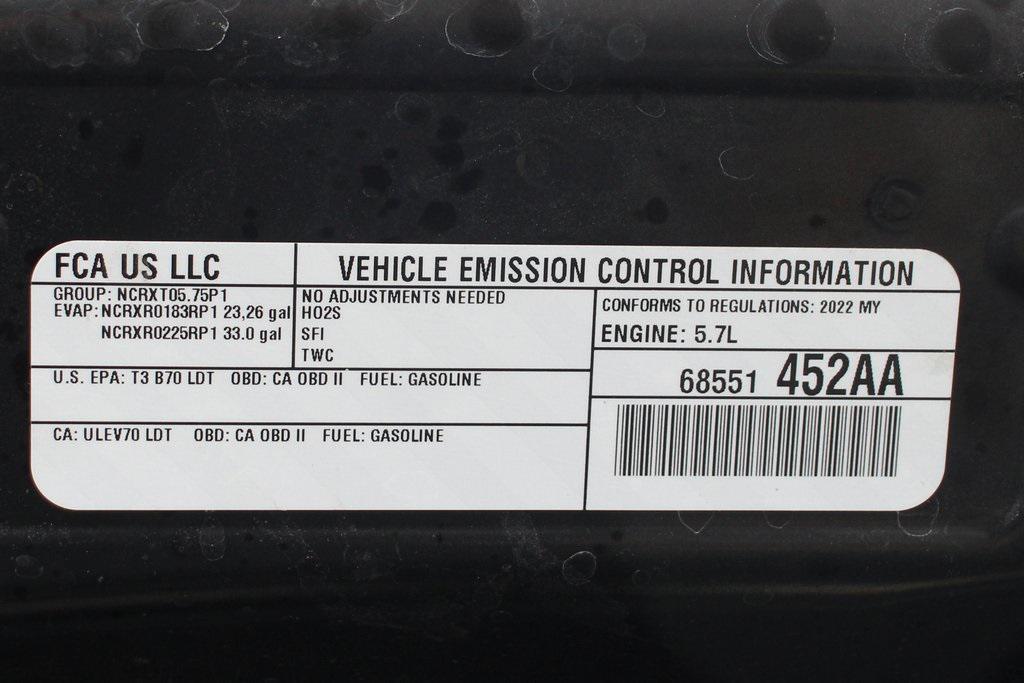 FCA US LLC
VEHICLE EMISSION CONTROL INFORMATION
GROUP: NCRXT05.75P1
EVAP: NCRXR0183RP1 23,26 gal
NCRXR0225RP1 33.0 gal
NO ADJUSTMENTS NEEDED
HO2S
SFI
TWC
CONFORMS TO REGULATIONS: 2022 MY
ENGINE: 5.7L
68551 452AA
U.S. EPA: T3 B70 LDT OBD: CA OBD II FUEL: GASOLINE
CA: ULEV70 LDT OBD: CA OBD II FUEL: GASOLINE